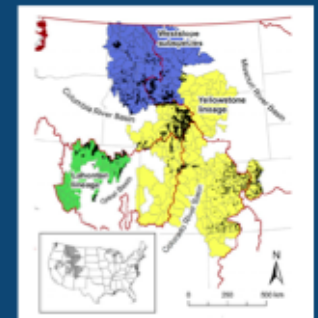 Westslope
subspecies
Missouri River Basin
Columbia River Basin
Yellowstone
lineage
Lahontan
lineage
Great Basin
Colorado River Basin
N
0 250 500 km